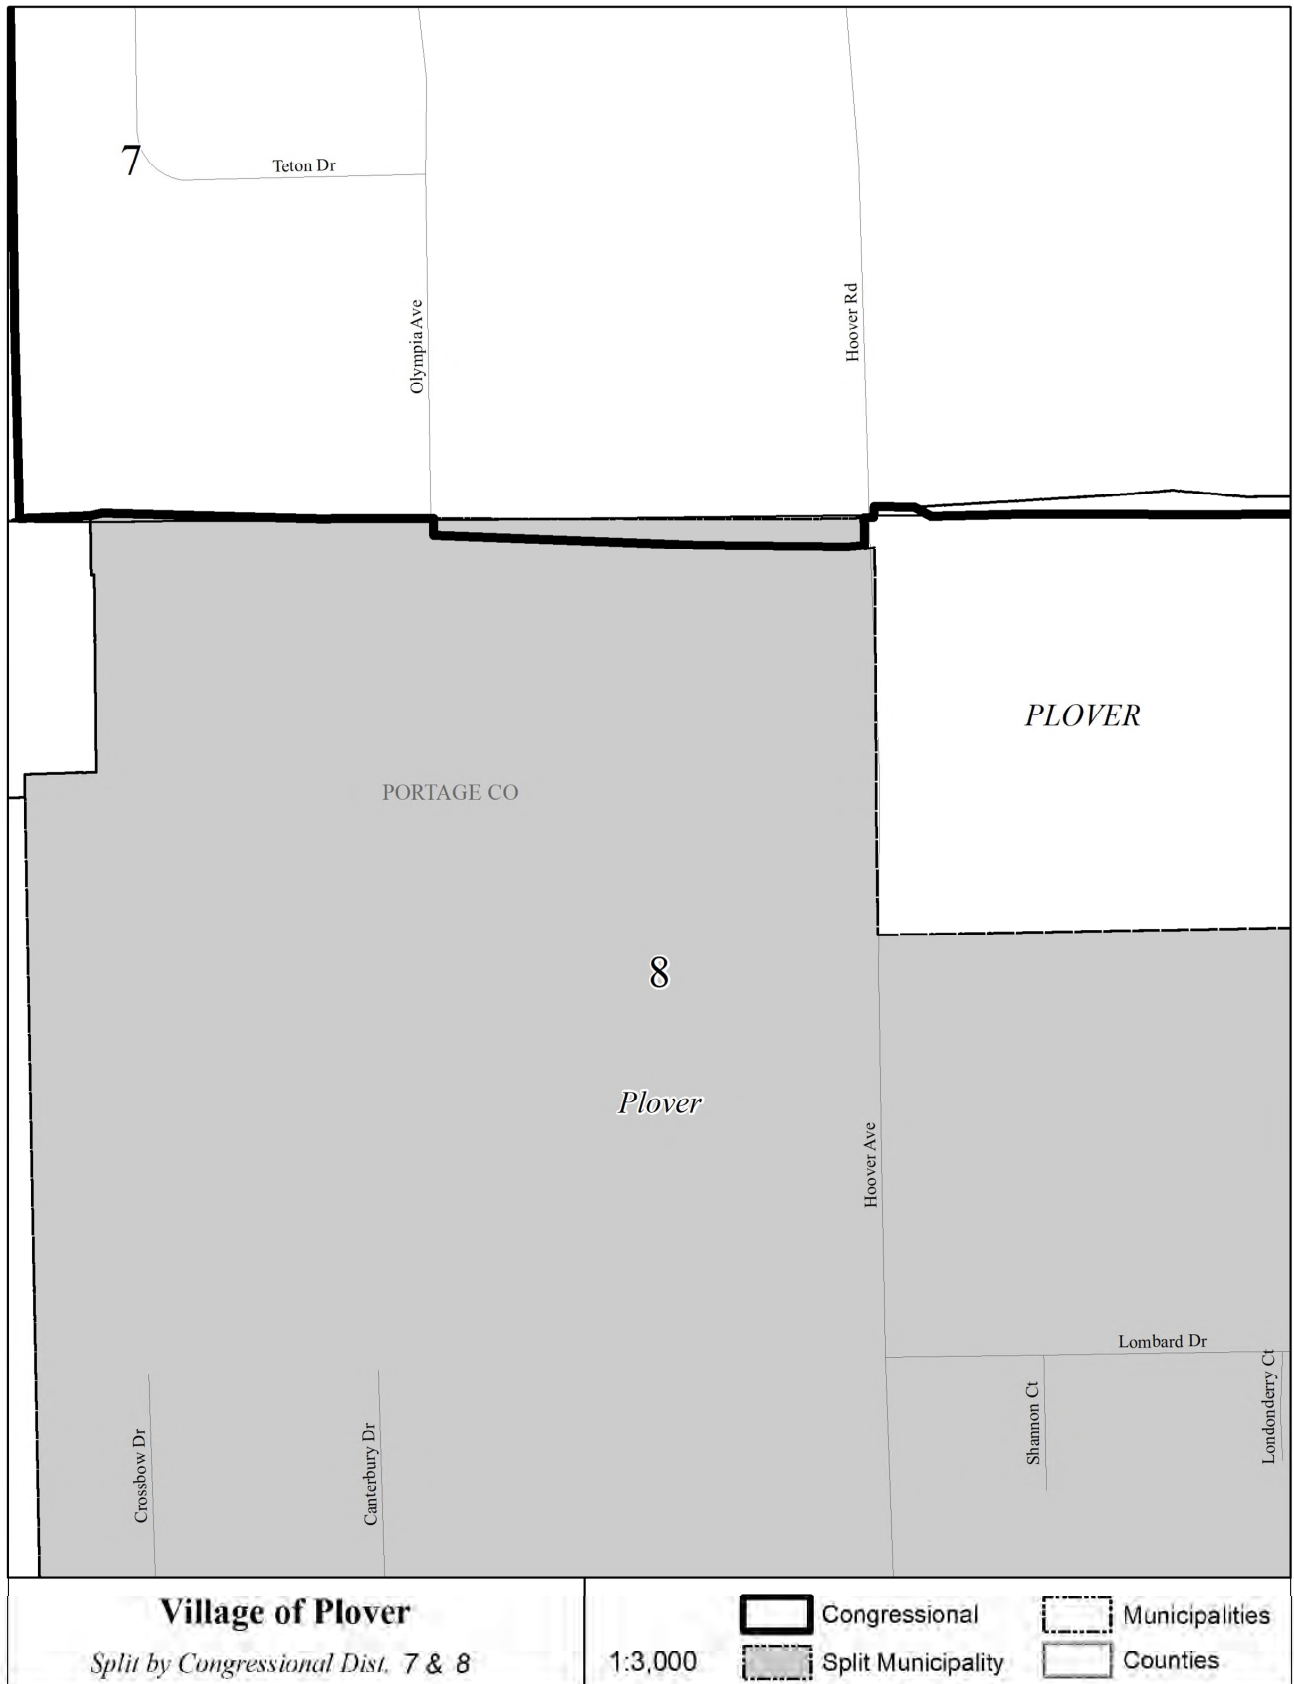 7
Teton Dr
Olympia Ave
Hoover Rd
PLOVER
PORTAGE CO
8
Plover
Hoover Ave
Lombard Dr
Shannon Ct
Londonderry Ct
Crossbow Dr
Canterbury Dr
Village of Plover
Split by Congressional Dist. 7 & 8
1:3,000
Congressional
Municipalities
Split Municipality
Counties